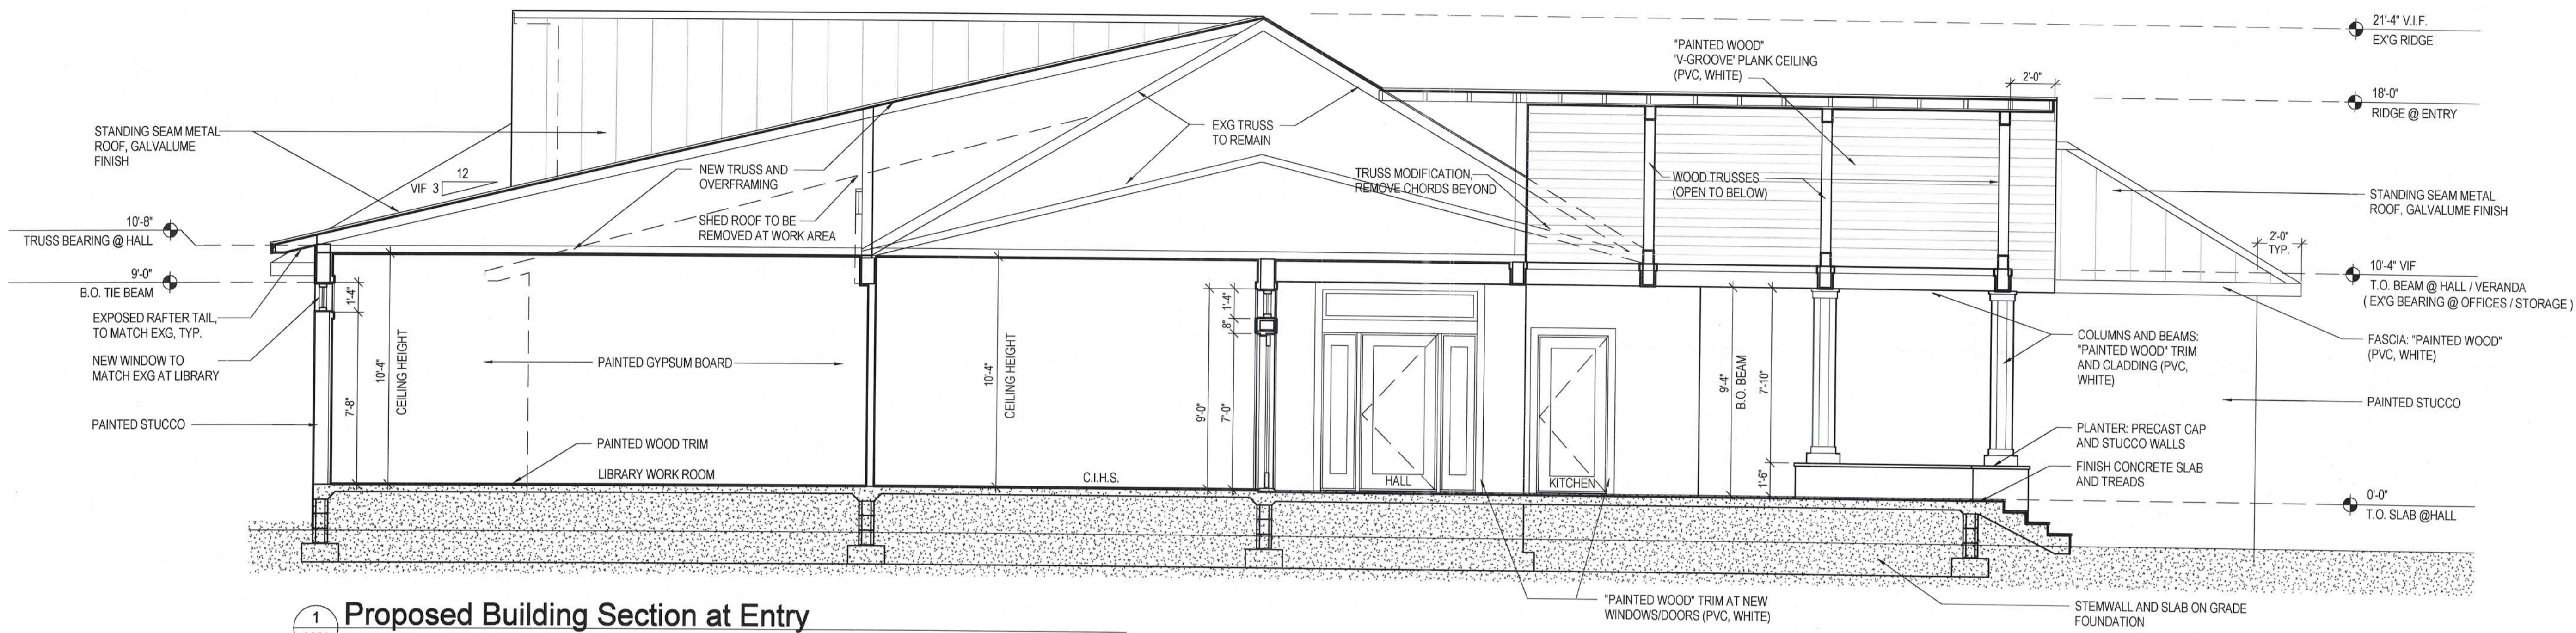 21'-4" V.I.F.
EX'G RIDGE
"PAINTED WOOD"
'V-GROOVE' PLANK CEILING
(PVC, WHITE)
2'-0"
18'-0"
RIDGE @ ENTRY
STANDING SEAM METAL
ROOF, GALVALUME
FINISH
EXG TRUSS
TO REMAIN
12
VIF 3
NEW TRUSS AND
OVERFRAMING
TRUSS MODIFICATION,
REMOVE CHORDS BEYOND
WOOD TRUSSES
(OPEN TO BELOW)
STANDING SEAM METAL
ROOF, GALVALUME FINISH
SHED ROOF TO BE
REMOVED AT WORK AREA
10'-8"
TRUSS BEARING @ HALL
2'-0"
TYP.
9'-0"
B.O. TIE BEAM
10'-4" VIF
T.O. BEAM @ HALL / VERANDA
( EX'G BEARING @ OFFICES / STORAGE )
EXPOSED RAFTER TAIL,
TO MATCH EXG, TYP.
NEW WINDOW TO
MATCH EXG AT LIBRARY
1'-4"
7'-8"
10'-4"
CEILING HEIGHT
PAINTED GYPSUM BOARD
10'-4"
CEILING HEIGHT
9'-0"
1'-4"
8"
7'-0"
9'-4"
B.O. BEAM
7'-10"
1'-6"
COLUMNS AND BEAMS:
"PAINTED WOOD" TRIM
AND CLADDING (PVC,
WHITE)
FASCIA: "PAINTED WOOD"
(PVC, WHITE)
PAINTED STUCCO
PAINTED STUCCO
PAINTED WOOD TRIM
LIBRARY WORK ROOM
C.I.H.S.
HALL
KITCHEN
PLANTER: PRECAST CAP
AND STUCCO WALLS
FINISH CONCRETE SLAB
AND TREADS
0'-0"
T.O. SLAB @HALL
"PAINTED WOOD" TRIM AT NEW
WINDOWS/DOORS (PVC, WHITE)
STEMWALL AND SLAB ON GRADE
FOUNDATION
1
Proposed Building Section at Entry